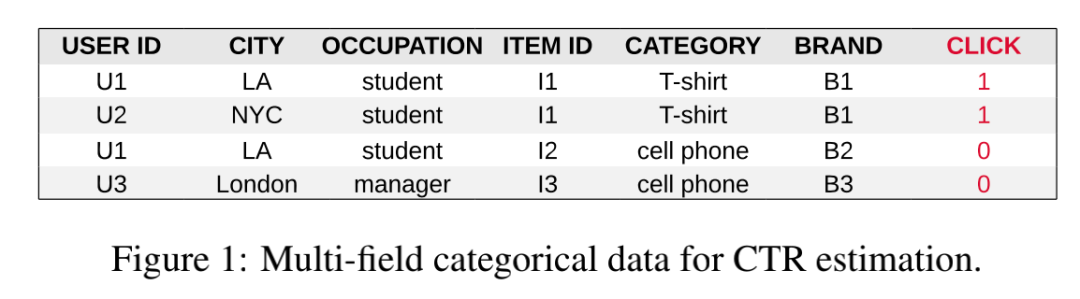 USER ID CITY OCCUPATION ITEM ID CATEGORY BRAND CLICK
U1 LA student I1 T-shirt B1 1
U2 NYC student I1 T-shirt B1 1
U1 LA student I2 cell phone B2 0
U3 London manager I3 cell phone B3 0
Figure 1: Multi-field categorical data for CTR estimation.